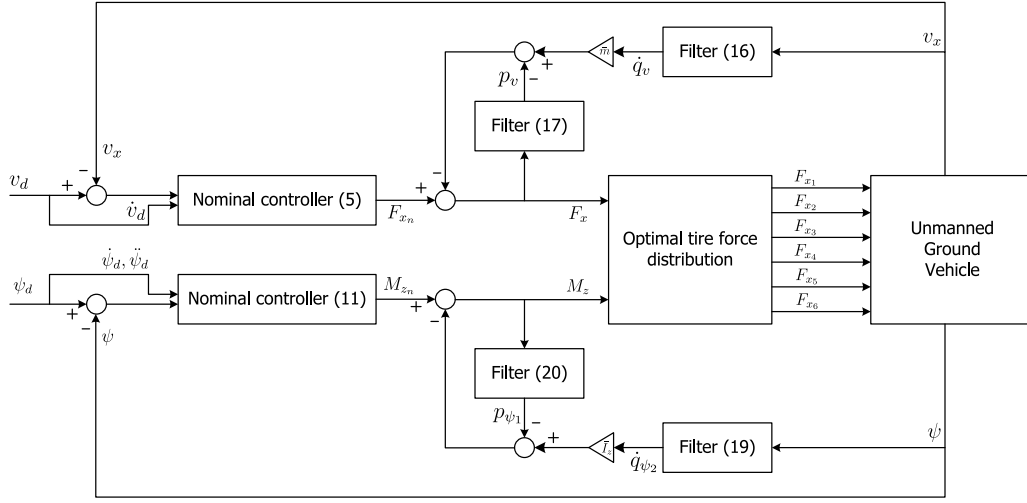 v_x
Filter (16)
m̄
+
q̇_v
p_v
-
Filter (17)
v_x
-
v_d
+
v̇_d
Nominal controller (5)
F_{x_n}
+
-
F_x
Optimal tire force
distribution
F_{x_1}
F_{x_2}
F_{x_3}
F_{x_4}
F_{x_5}
F_{x_6}
Unmanned
Ground
Vehicle
ψ̇_d, ψ̈_d
ψ_d
+
-
ψ
Nominal controller (11)
M_{z_n}
+
-
M_z
Filter (20)
p_{ψ_1}
-
+
Ī_z
q̇_{ψ_2}
Filter (19)
ψ